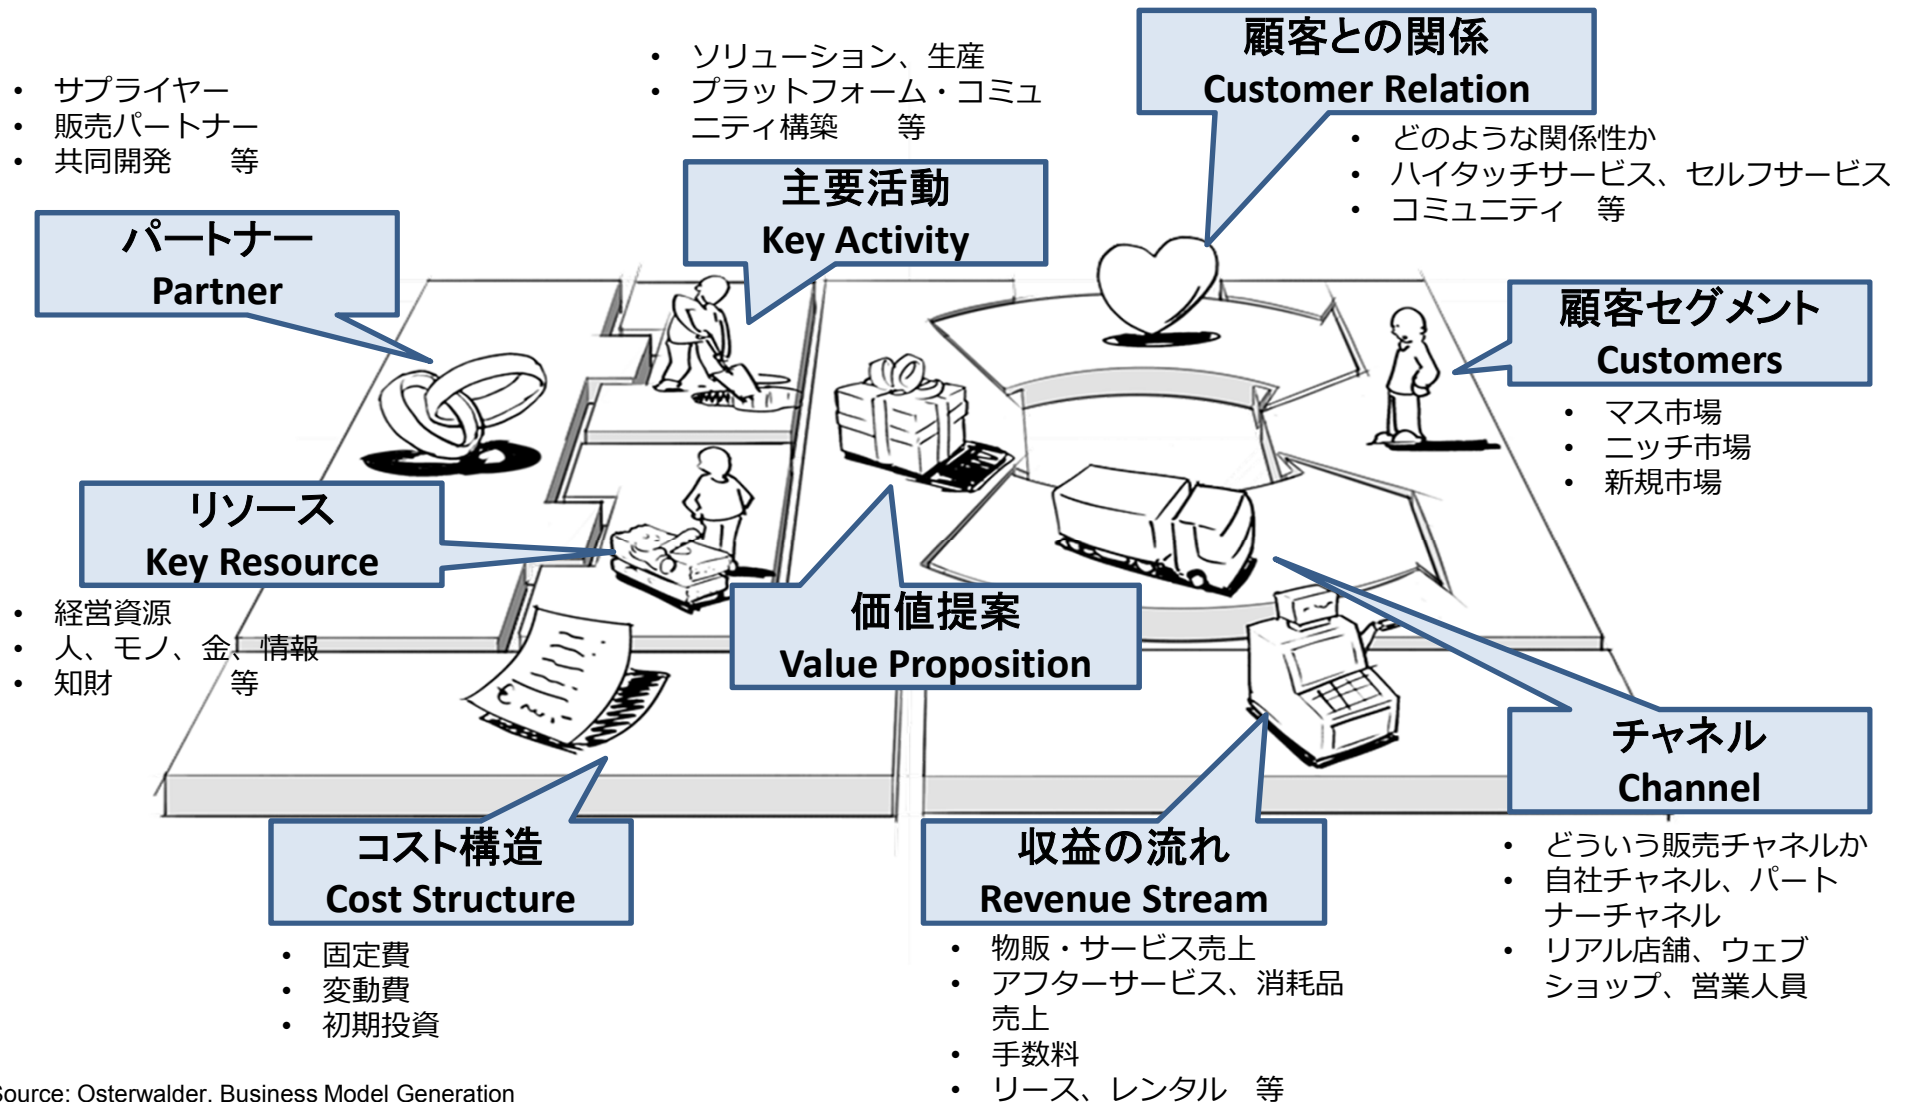 • サプライヤー
• 販売パートナー
• 共同開発　　等
パートナー
Partner
• ソリューション、生産
• プラットフォーム・コミュ
ニティ構築　　等
主要活動
Key Activity
顧客との関係
Customer Relation
• どのような関係性か
• ハイタッチサービス、セルフサービス
• コミュニティ　等
顧客セグメント
Customers
• マス市場
• ニッチ市場
• 新規市場
リソース
Key Resource
• 経営資源
• 人、モノ、金、情報
• 知財　　　　等
価値提案
Value Proposition
チャネル
Channel
• どういう販売チャネルか
• 自社チャネル、パート
ナーチャネル
• リアル店舗、ウェブ
ショップ、営業人員
コスト構造
Cost Structure
• 固定費
• 変動費
• 初期投資
収益の流れ
Revenue Stream
• 物販・サービス売上
• アフターサービス、消耗品
売上
• 手数料
• リース、レンタル　等
Source: Osterwalder, Business Model Generation